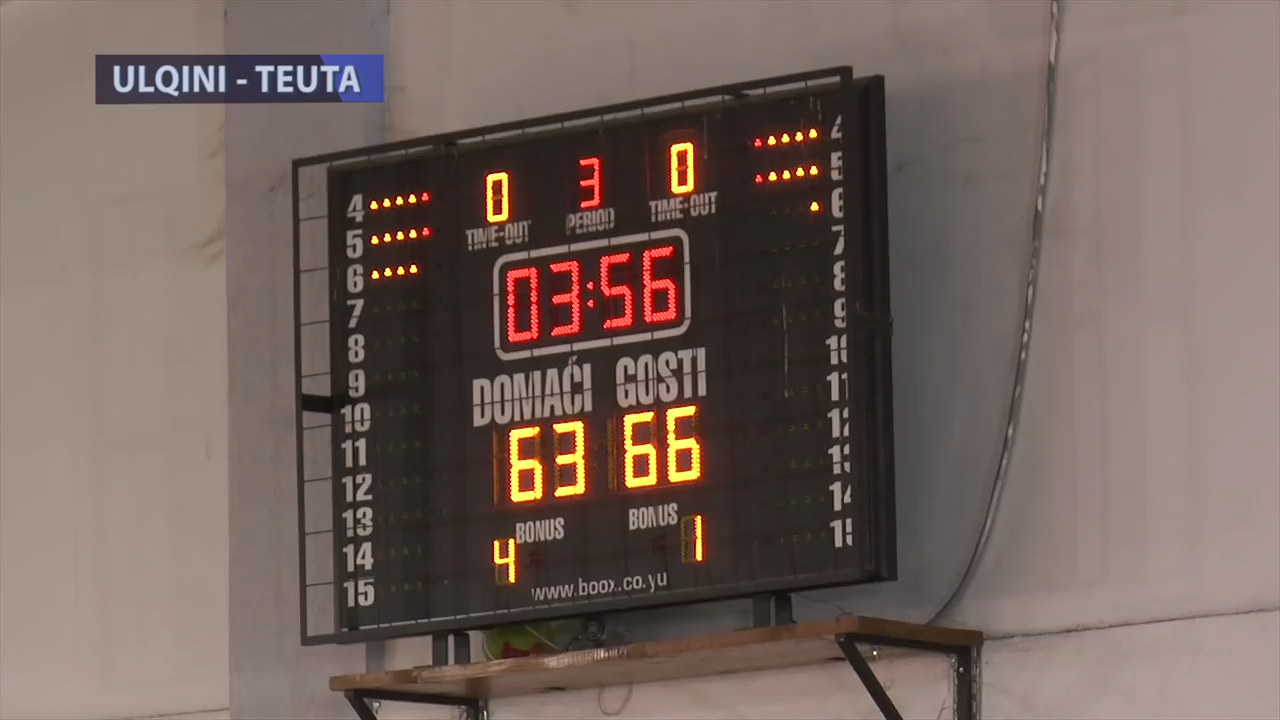 ULQINI - TEUTA
0 3 0
TIME-OUT PERIOD TIME-OUT
03:56
DOMAĆI GOSTI
63 66
BONUS BONUS
4 1
www.boox.co.yu
4 4
5 5
6 6
7 7
8 8
9 9
10 10
11 11
12 12
13 13
14 14
15 15